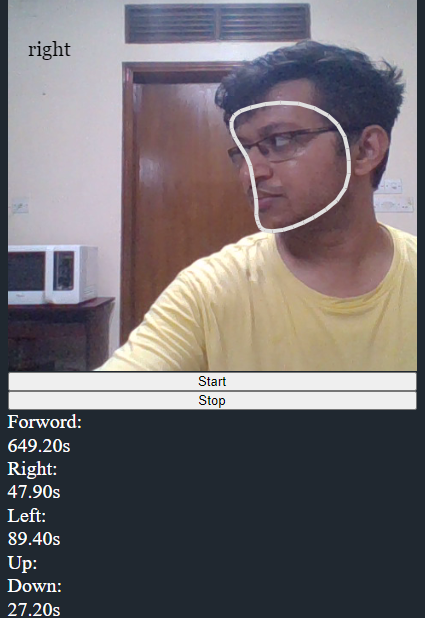 right
Start
Stop
Forword:
649.20s
Right:
47.90s
Left:
89.40s
Up:
Down:
27.20s